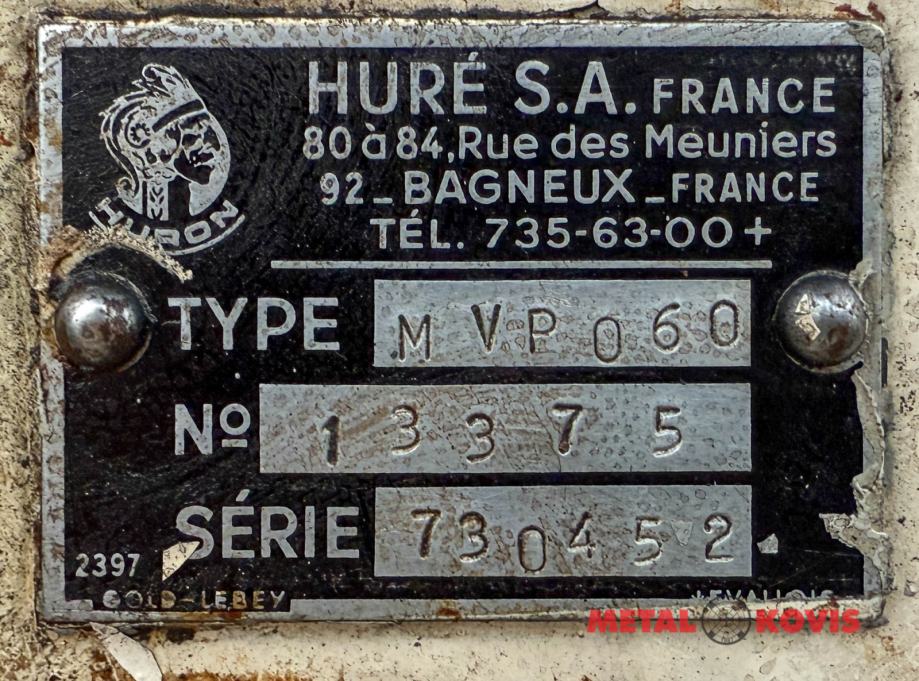 HURÉ S.A. FRANCE
80 à 84, Rue des Meuniers
92_BAGNEUX_FRANCE
TÉL. 735-63-00+
HURON
TYPE MVP060
Nº 13375
SÉRIE 730452
2397
GOLD-LEBEY LEVALLOIS
METAL KOVIS